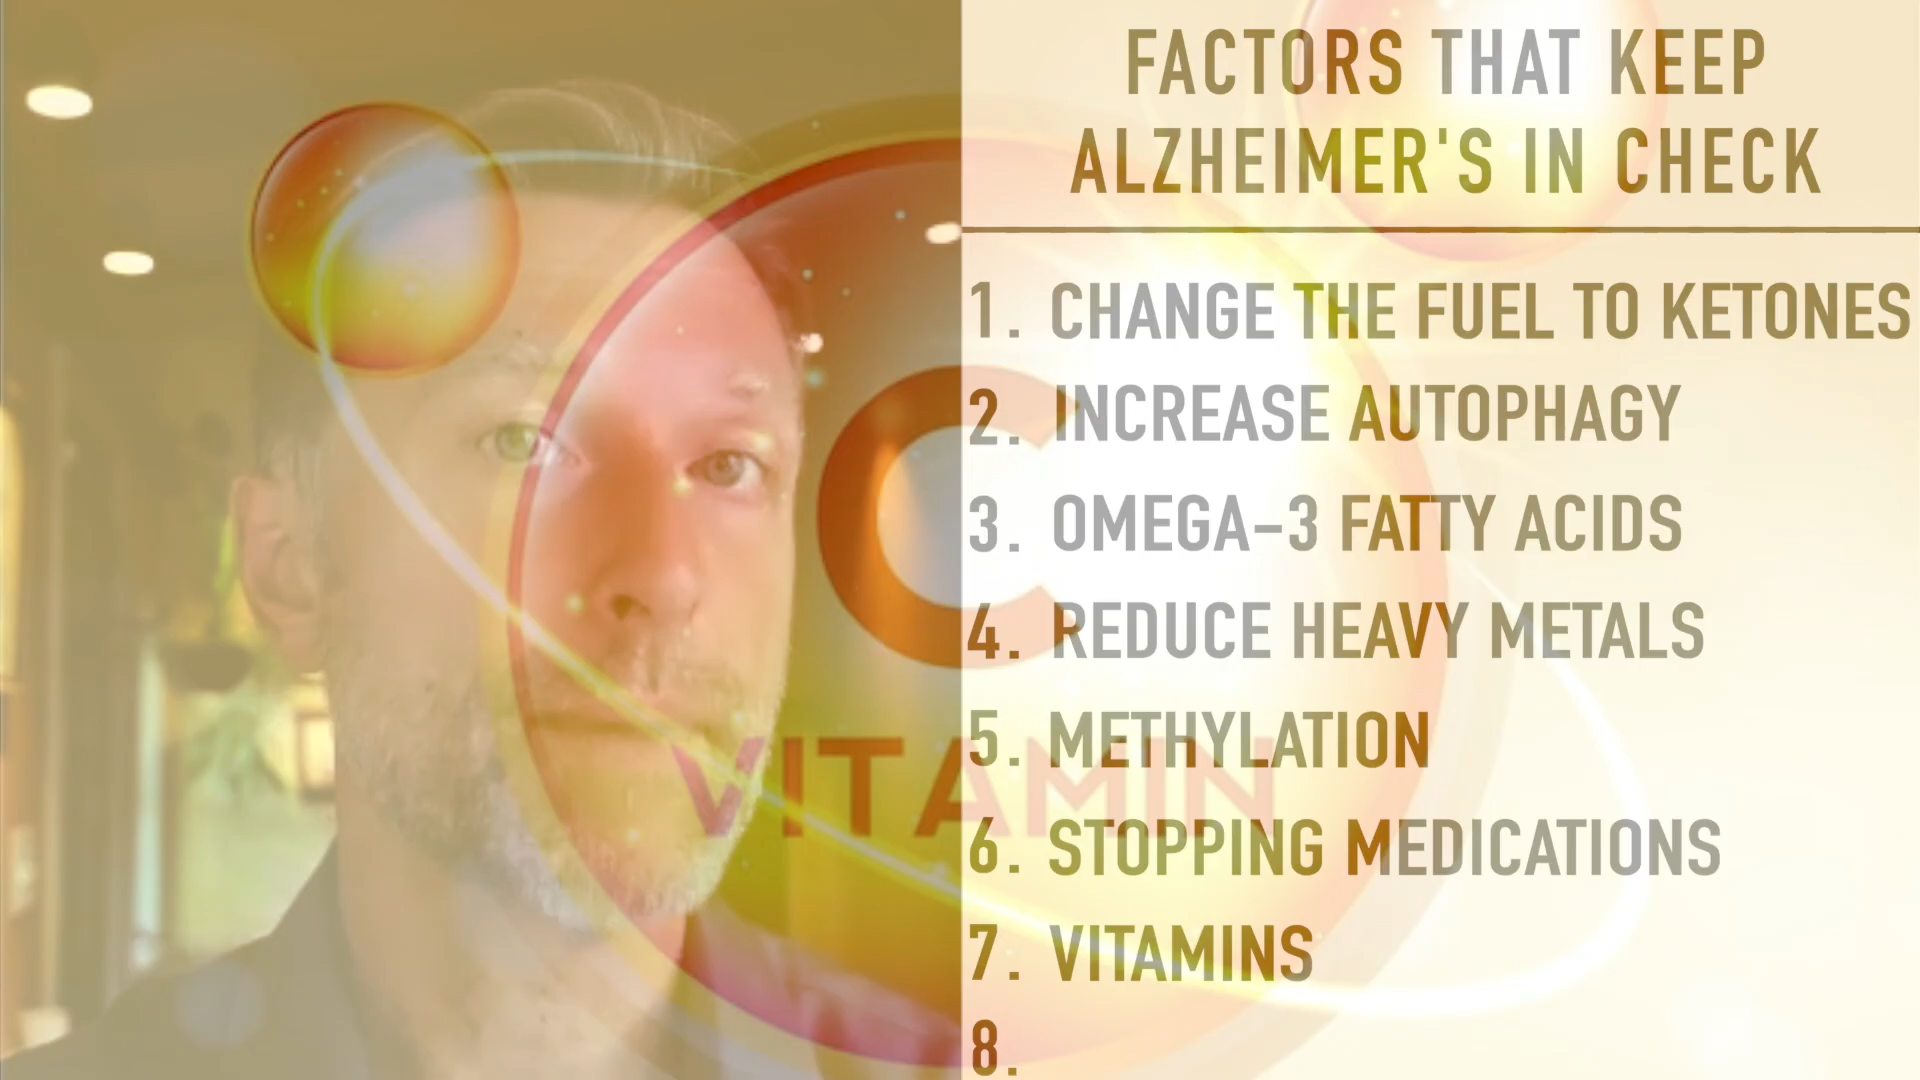 FACTORS THAT KEEP
ALZHEIMER'S IN CHECK
1. CHANGE THE FUEL TO KETONES
2. INCREASE AUTOPHAGY
3. OMEGA-3 FATTY ACIDS
4. REDUCE HEAVY METALS
5. METHYLATION
6. STOPPING MEDICATIONS
7. VITAMINS
8.
C
VITAMIN